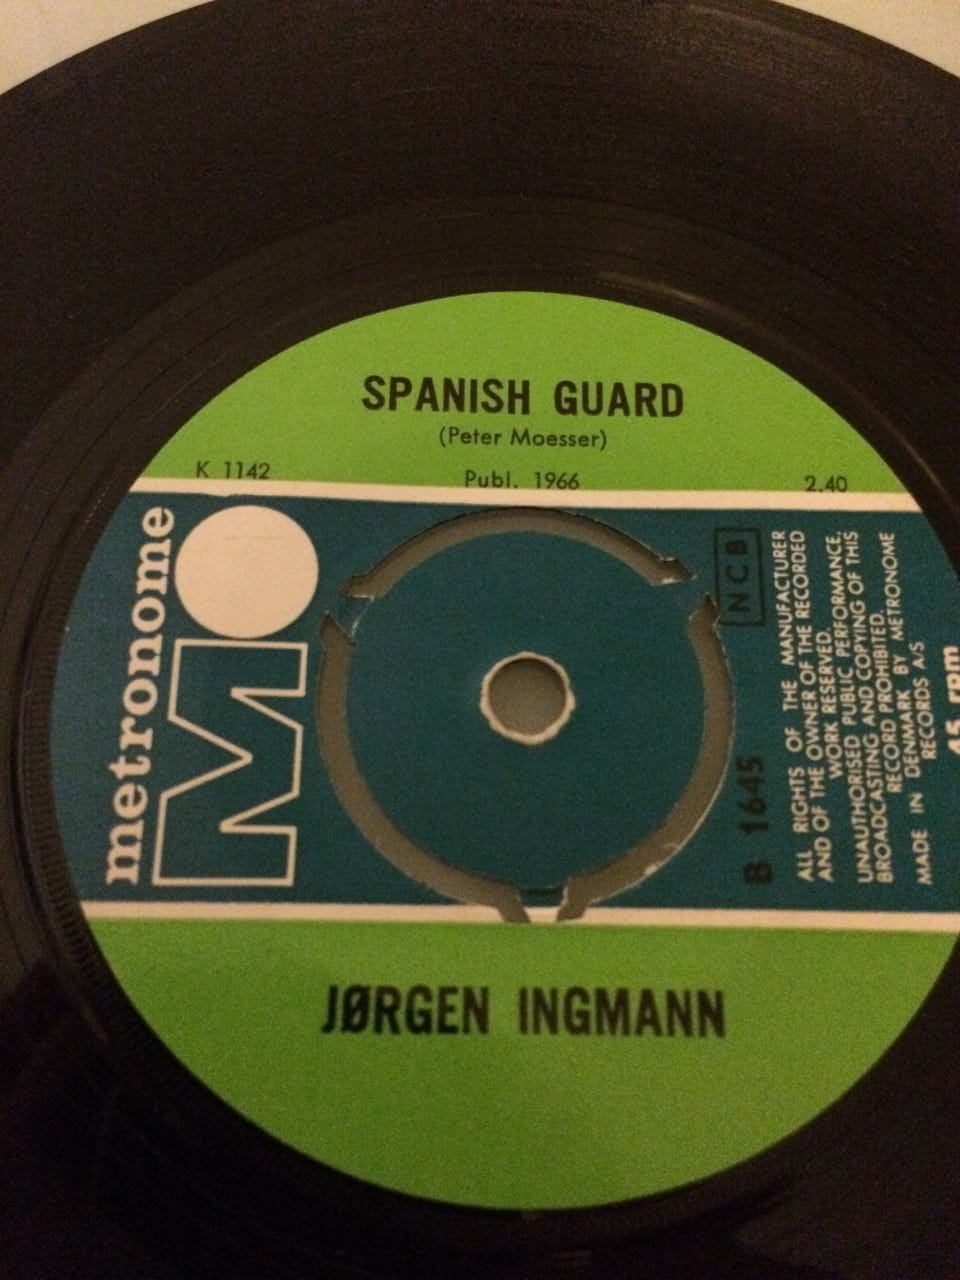 SPANISH GUARD
(Peter Moesser)
K 1142
Publ. 1966
2.40
metronome
M
NCB
B 1645
ALL RIGHTS OF THE MANUFACTURER
AND OF THE OWNER OF THE RECORDED
WORK RESERVED.
UNAUTHORISED PUBLIC PERFORMANCE,
BROADCASTING AND COPYING OF THIS
RECORD PROHIBITED.
MADE IN DENMARK BY METRONOME
RECORDS A/S
45 rpm
JØRGEN INGMANN